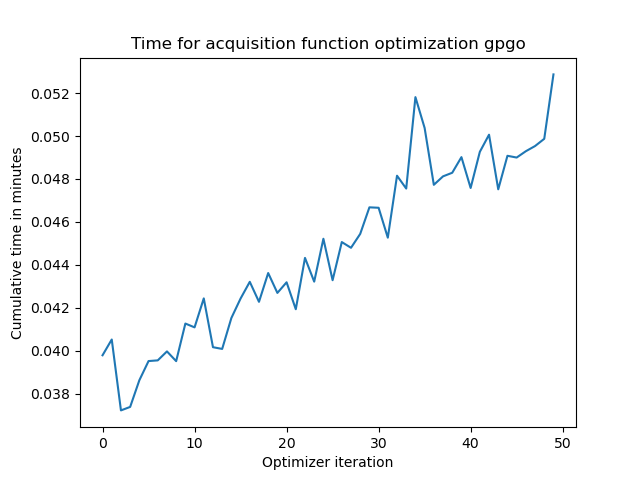 Time for acquisition function optimization gpgo
Cumulative time in minutes
0.052
0.050
0.048
0.046
0.044
0.042
0.040
0.038
0 10 20 30 40 50
Optimizer iteration